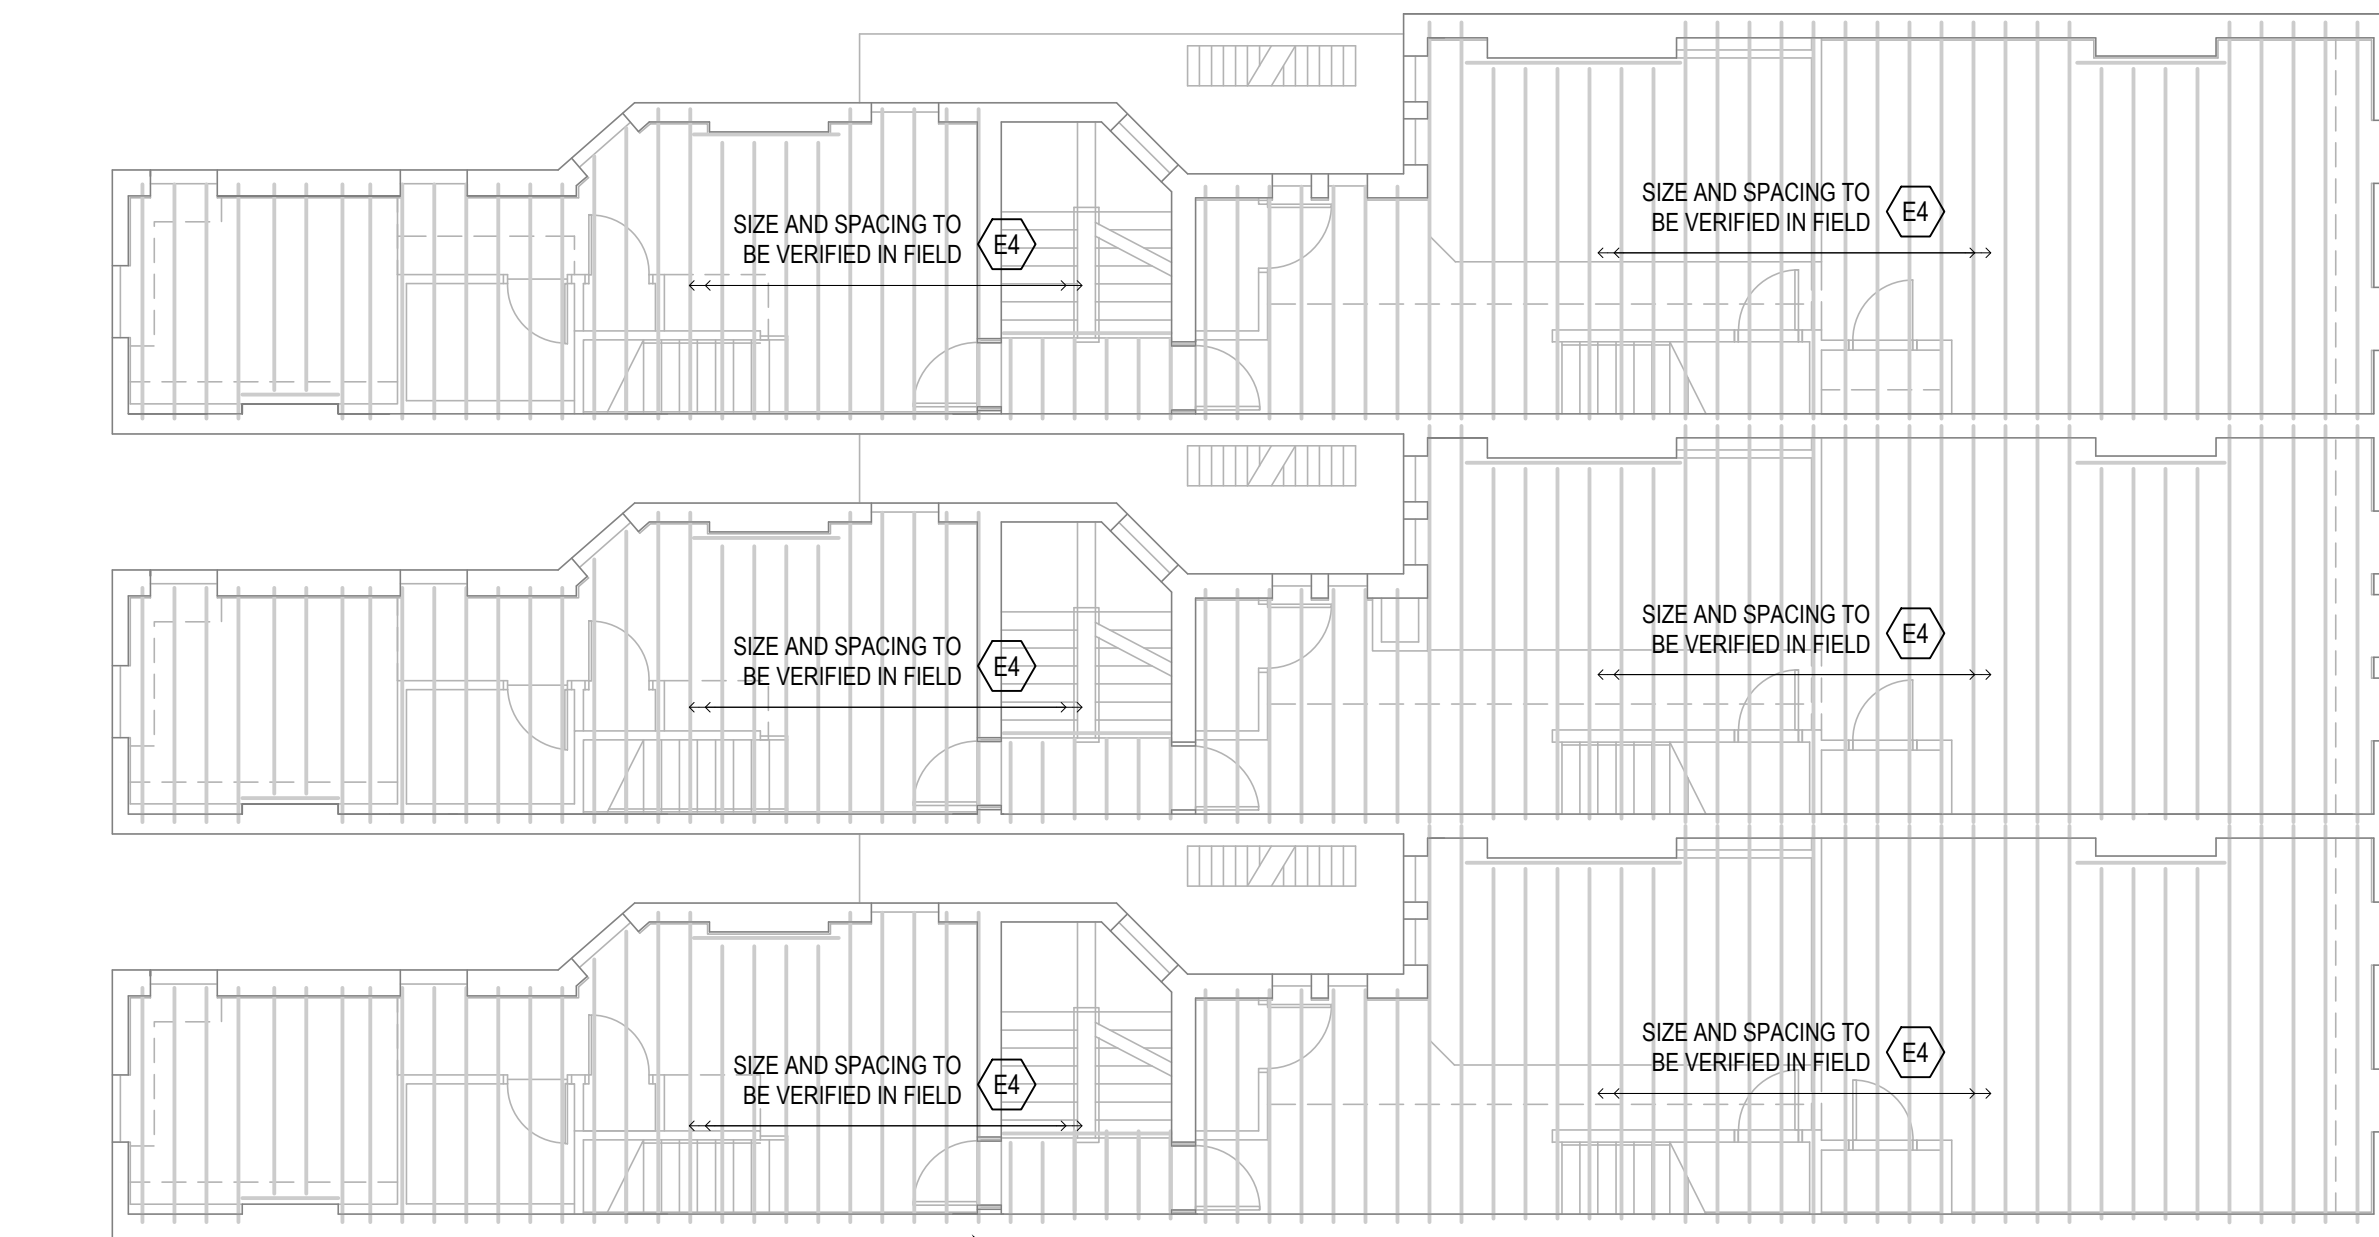 SIZE AND SPACING TO
BE VERIFIED IN FIELD
E4
SIZE AND SPACING TO
BE VERIFIED IN FIELD
E4
SIZE AND SPACING TO
BE VERIFIED IN FIELD
E4
SIZE AND SPACING TO
BE VERIFIED IN FIELD
E4
SIZE AND SPACING TO
BE VERIFIED IN FIELD
E4
SIZE AND SPACING TO
BE VERIFIED IN FIELD
E4